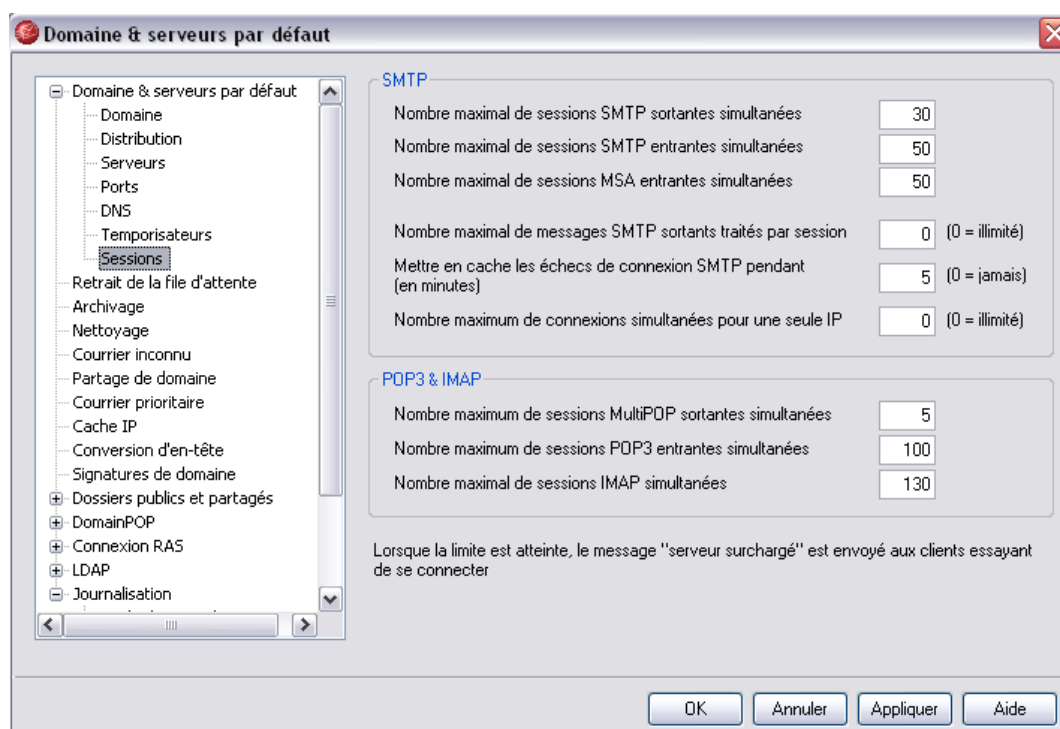 Domaine & serveurs par défaut
Domaine & serveurs par défaut
Domaine
Distribution
Serveurs
Ports
DNS
Temporisateurs
Sessions
Retrait de la file d'attente
Archivage
Nettoyage
Courrier inconnu
Partage de domaine
Courrier prioritaire
Cache IP
Conversion d'en-tête
Signatures de domaine
Dossiers publics et partagés
DomainPOP
Connexion RAS
LDAP
Journalisation
SMTP
Nombre maximal de sessions SMTP sortantes simultanées 30
Nombre maximal de sessions SMTP entrantes simultanées 50
Nombre maximal de sessions MSA entrantes simultanées 50
Nombre maximal de messages SMTP sortants traités par session 0 (0 = illimité)
Mettre en cache les échecs de connexion SMTP pendant
(en minutes) 5 (0 = jamais)
Nombre maximum de connexions simultanées pour une seule IP 0 (0 = illimité)
POP3 & IMAP
Nombre maximum de sessions MultiPOP sortantes simultanées 5
Nombre maximum de sessions POP3 entrantes simultanées 100
Nombre maximal de sessions IMAP simultanées 130
Lorsque la limite est atteinte, le message "serveur surchargé" est envoyé aux clients essayant
de se connecter
OK Annuler Appliquer Aide